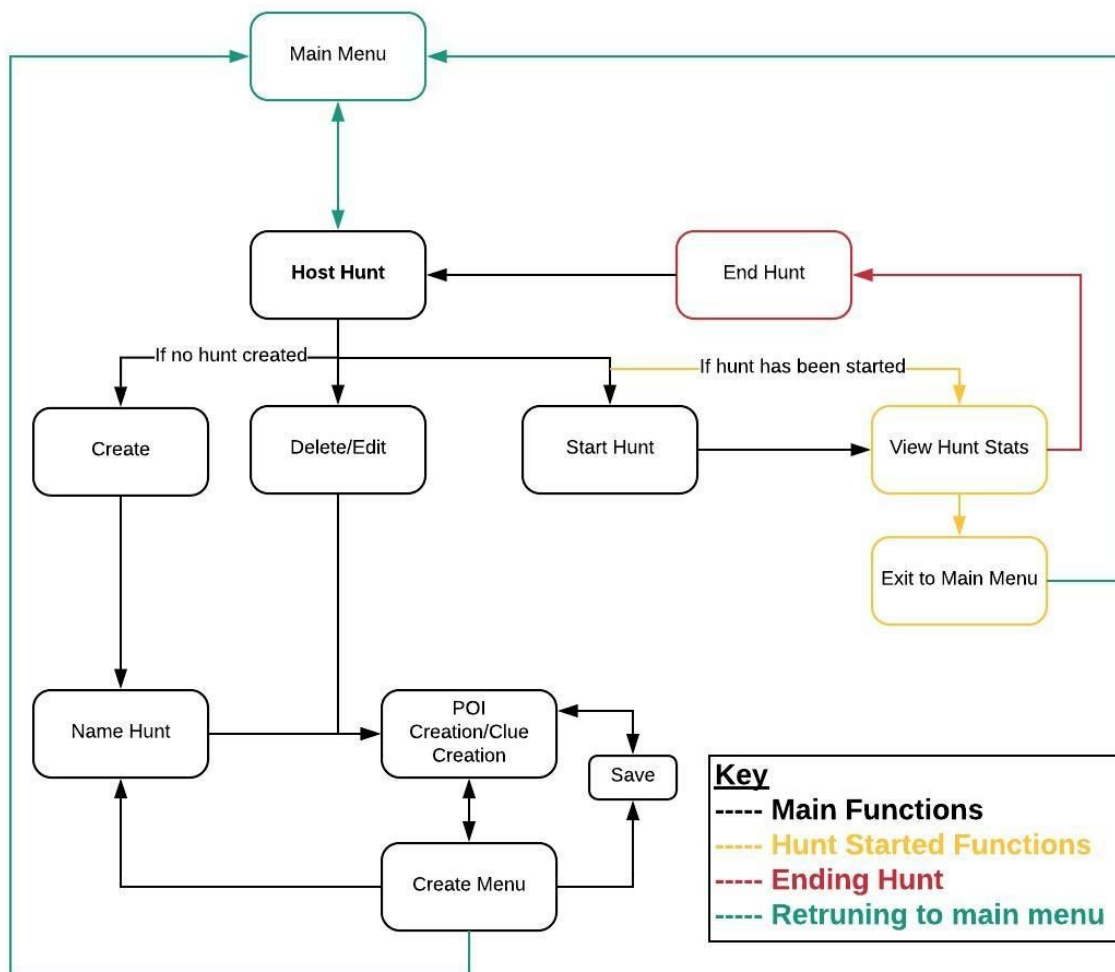 Main Menu
Host Hunt
End Hunt
If no hunt created
If hunt has been started
Create
Delete/Edit
Start Hunt
View Hunt Stats
Exit to Main Menu
Name Hunt
POI
Creation/Clue
Creation
Save
Create Menu
Key
----- Main Functions
----- Hunt Started Functions
----- Ending Hunt
----- Retruning to main menu